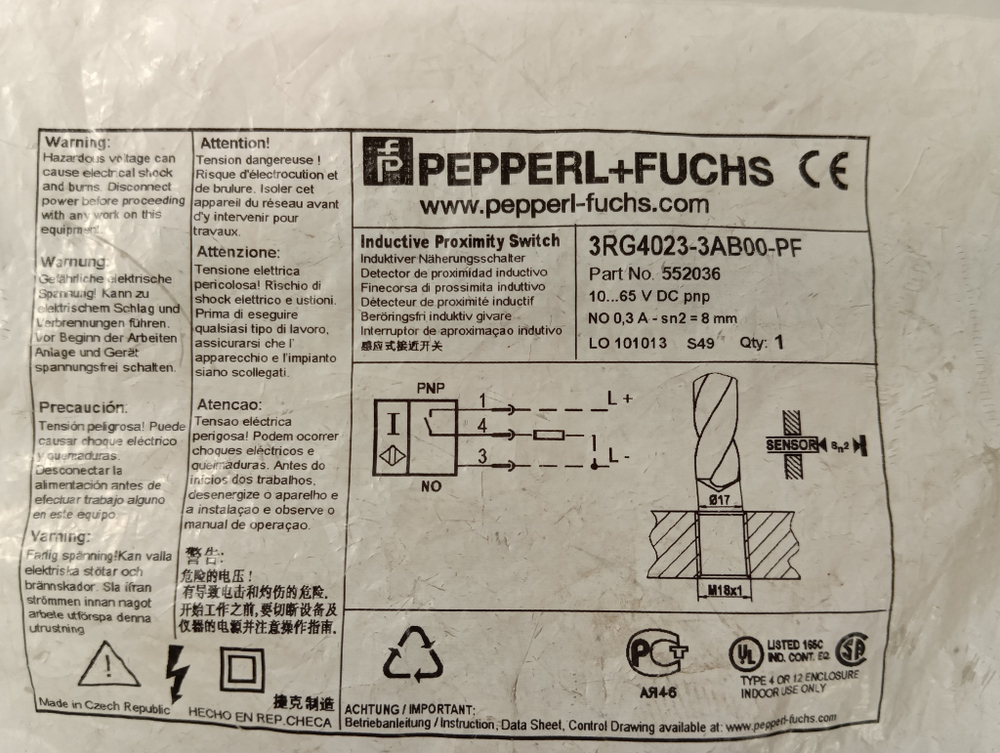 Warning:
Hazardous voltage can
cause electrical shock
and burns. Disconnect
power before proceeding
with any work on this
equipment.
Warnung:
Gefährliche elektrische
Spannung! Kann zu
elektrischem Schlag und
Verbrennungen führen.
Vor Beginn der Arbeiten
Anlage und Gerät
spannungsfrei schalten.
Precaución:
Tensión peligrosa! Puede
causar choque eléctrico
y quemaduras.
Desconectar la
alimentación antes de
efectuar trabajo alguno
en este equipo.
Varning:
Farlig spänning!Kan valla
elektriska stötar och
brännskador. Sla ifran
strömmen innan nagot
arbete utförspa denna
utrustning
Made in Czech Republic
Attention!
Tension dangereuse !
Risque d'électrocution et
de brulure. Isoler cet
appareil du réseau avant
d'y intervenir pour
travaux.
Attenzione:
Tensione elettrica
pericolosa! Rischio di
shock elettrico e ustioni.
Prima di eseguire
qualsiasi tipo di lavoro,
assicurarsi che l'
apparecchio e l'impianto
siano scollegati.
Atencao:
Tensao eléctrica
perigosa! Podem ocorrer
choques eléctricos e
queimaduras. Antes do
inícios dos trabalhos,
desenergize o aparelho e
a instalaçao e observe o
manual de operaçao.
警告:
危险的电压!
有导致电击和灼伤的危险.
开始工作之前,要切断设备及
仪器的电源并注意操作指南.
捷克制造
HECHO EN REP.CHECA
PEPPERL+FUCHS CE
www.pepperl-fuchs.com
Inductive Proximity Switch
Induktiver Näherungsschalter
Detector de proximidad inductivo
Finecorsa di prossimita induttivo
Détecteur de proximité inductif
Beröringsfri induktiv givare
Interruptor de aproximaçao indutivo
感应式接近开关
3RG4023-3AB00-PF
Part No. 552036
10...65 V DC pnp
NO 0,3 A - sn2 = 8 mm
LO 101013 S49 Qty: 1
PNP
1 L +
4
3 L -
I
NO
Ø17
M18x1
SENSOR Sn2
РСТ
АЯ46
UL
LISTED 165C
IND. CONT. EQ
SA
TYPE 4 OR 12 ENCLOSURE
INDOOR USE ONLY
ACHTUNG / IMPORTANT:
Betriebanleitung / Instruction, Data Sheet, Control Drawing available at: www.pepperl-fuchs.com